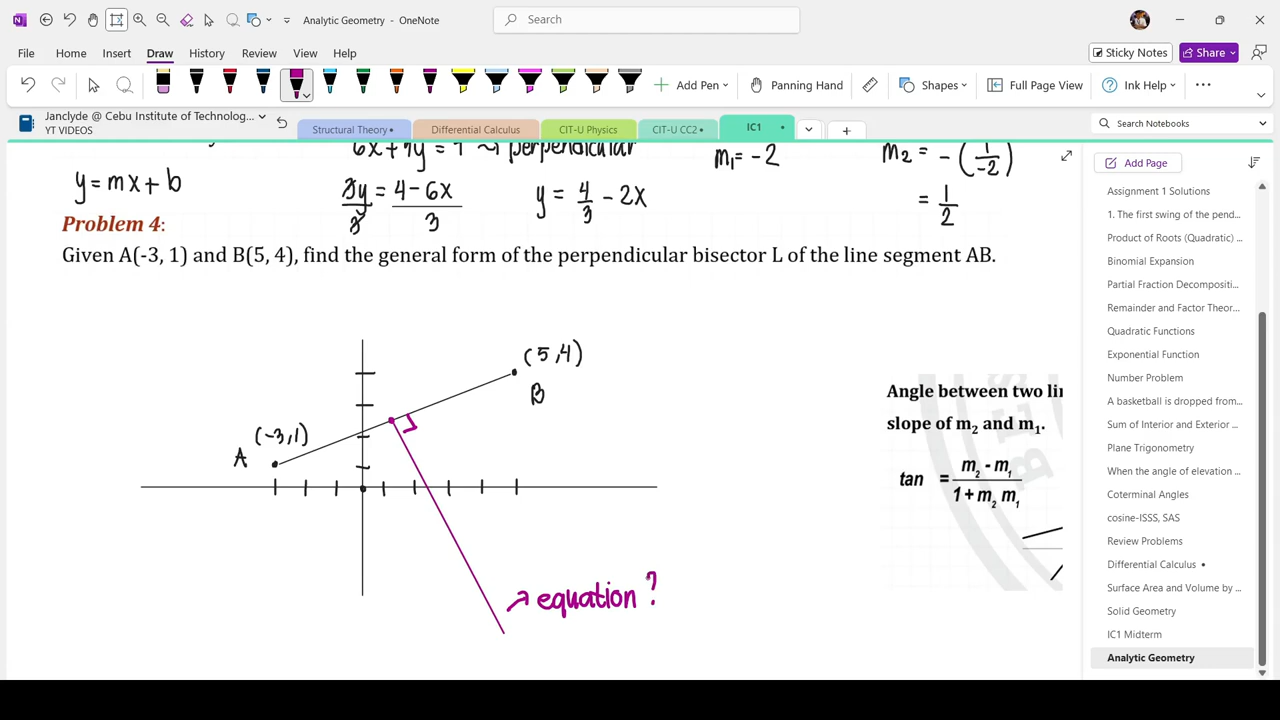 Analytic Geometry - OneNote
Search
File Home Insert Draw History Review View Help
Sticky Notes
Share
Add Pen
Panning Hand
Shapes
Full Page View
Ink Help
Janclyde @ Cebu Institute of Technolog...
YT VIDEOS
Structural Theory
Differential Calculus
CIT-U Physics
CIT-U CC2
IC1
Search Notebooks
Add Page
perpendicular
m₁ = -2
m₂ = - (1/-2)
y = mx + b
3y/3 = 4 - 6x/3
y = 4/3 - 2x
= 1/2
Problem 4:
Given A(-3, 1) and B(5, 4), find the general form of the perpendicular bisector L of the line segment AB.
(5,4)
B
(-3,1)
A
equation ?
Angle between two lin
slope of m₂ and m₁.
tan = m₂ - m₁ / 1 + m₂ m₁
Assignment 1 Solutions
1. The first swing of the pend...
Product of Roots (Quadratic) ...
Binomial Expansion
Partial Fraction Decompositi...
Remainder and Factor Theor...
Quadratic Functions
Exponential Function
Number Problem
A basketball is dropped from...
Sum of Interior and Exterior ...
Plane Trigonometry
When the angle of elevation ...
Coterminal Angles
cosine-ISSS, SAS
Review Problems
Differential Calculus
Surface Area and Volume by ...
Solid Geometry
IC1 Midterm
Analytic Geometry